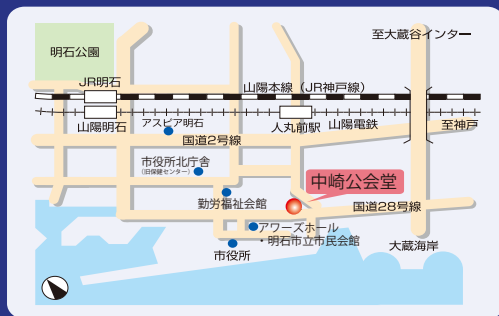 至大蔵谷インター
明石公園
JR明石
山陽本線（JR神戸線）
アスピア明石
山陽明石
人丸前駅
山陽電鉄
至神戸
国道2号線
市役所北庁舎
（旧保健センター）
中崎公会堂
勤労福祉会館
国道28号線
アワーズホール
・明石市立市民会館
大蔵海岸
市役所